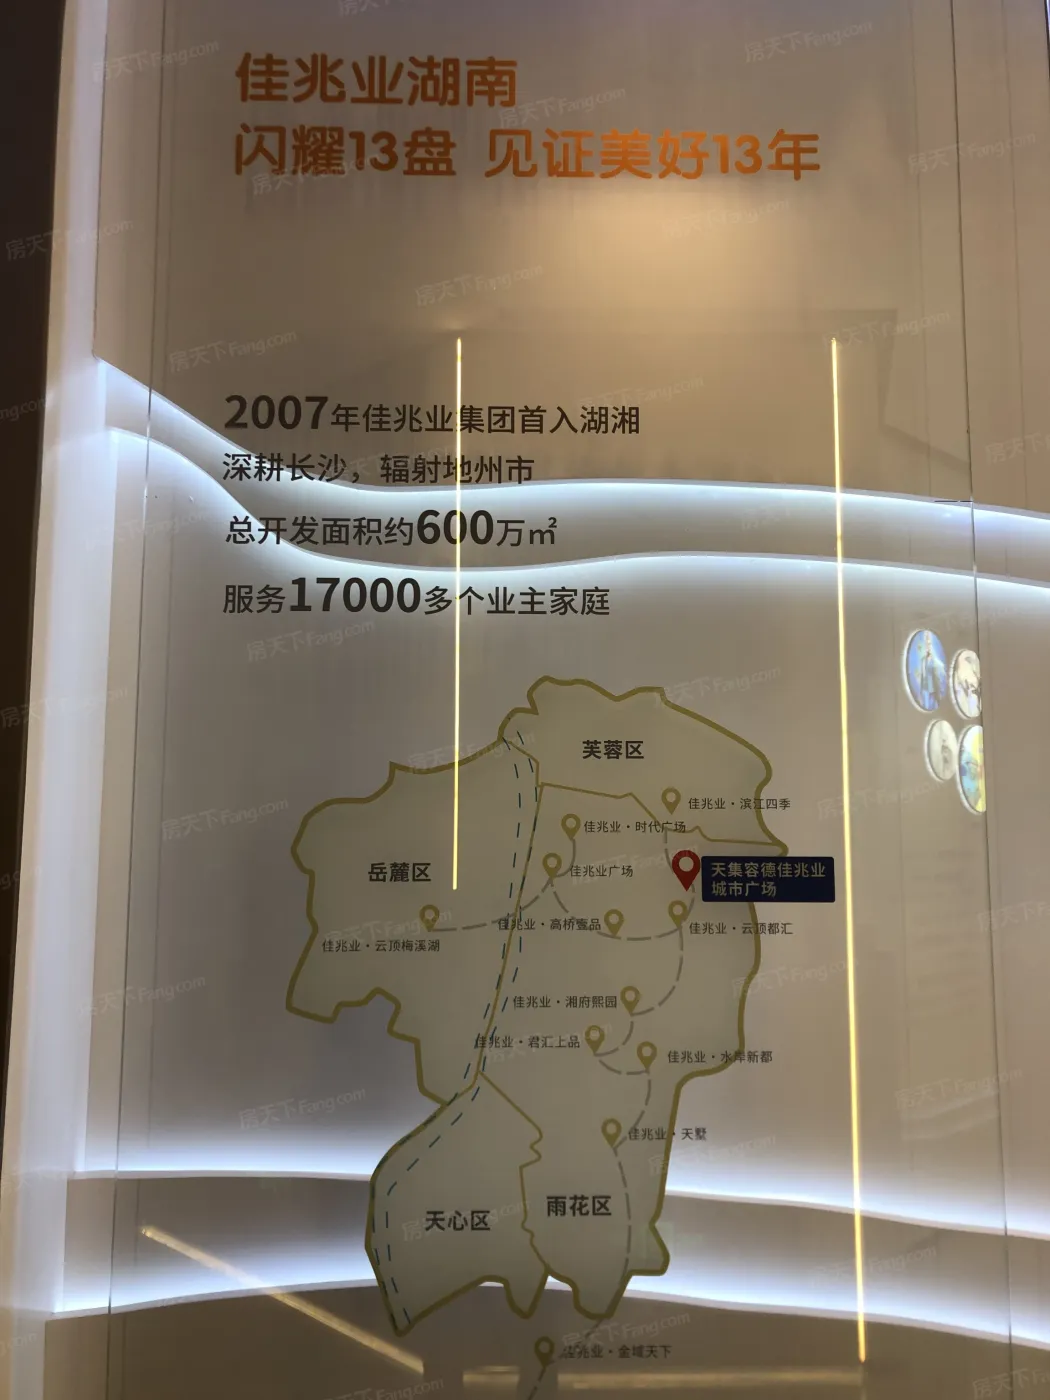 佳兆业湖南
闪耀13盘 见证美好13年
2007年佳兆业集团首入湖湘
深耕长沙，辐射地州市
总开发面积约600万㎡
服务17000多个业主家庭
芙蓉区
佳兆业·滨江四季
佳兆业·时代广场
岳麓区
佳兆业广场
天集容德佳兆业
城市广场
佳兆业·高桥壹品
佳兆业·云顶都汇
佳兆业·云顶梅溪湖
佳兆业·湘府熙园
佳兆业·君汇上品
佳兆业·水岸新都
佳兆业·天墅
雨花区
天心区
佳兆业·金域天下
房天下Fang.com